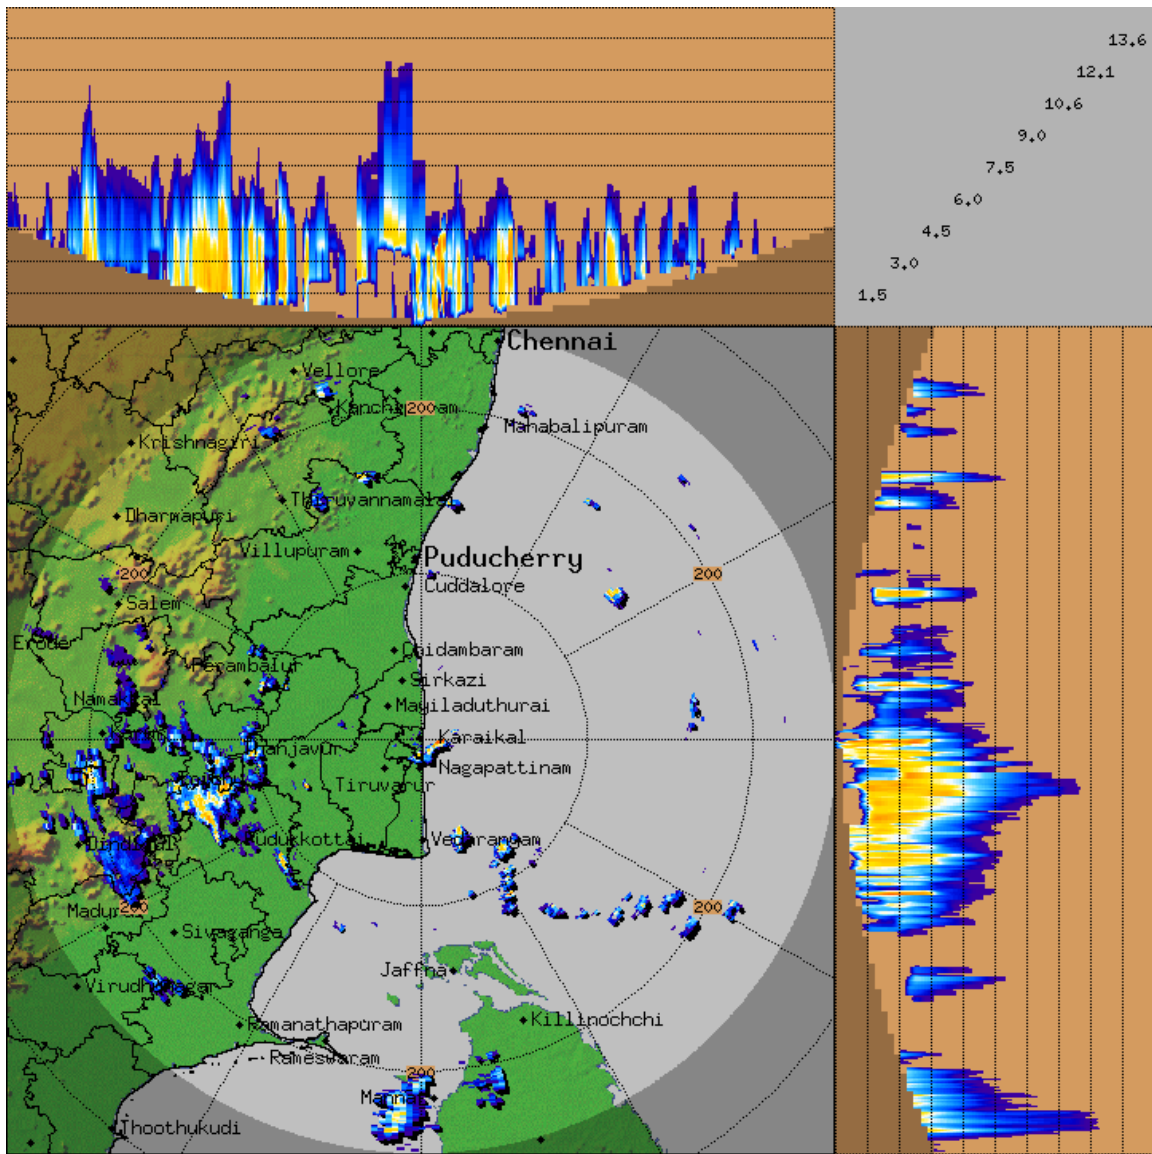 13.6
12.1
10.6
9.0
7.5
6.0
4.5
3.0
1.5
Chennai
Vellore
200
Mahabalipuram
Krishnagiri
Thiruvannamalai
Dharmapuri
Villupuram
Puducherry
200
200
Cuddalore
Salem
Erode
Chidambaram
Perambalur
Sirkazi
Namakkal
Mayiladuthurai
Karaikal
Thanjavur
Nagapattinam
Tiruvarur
Pudukkottai
Vedaranyam
Dindigul
200
200
Sivaganga
Jaffna
Virudhunagar
Ramanathapuram
Killinochchi
Rameswaram
200
Mannar
Thoothukudi